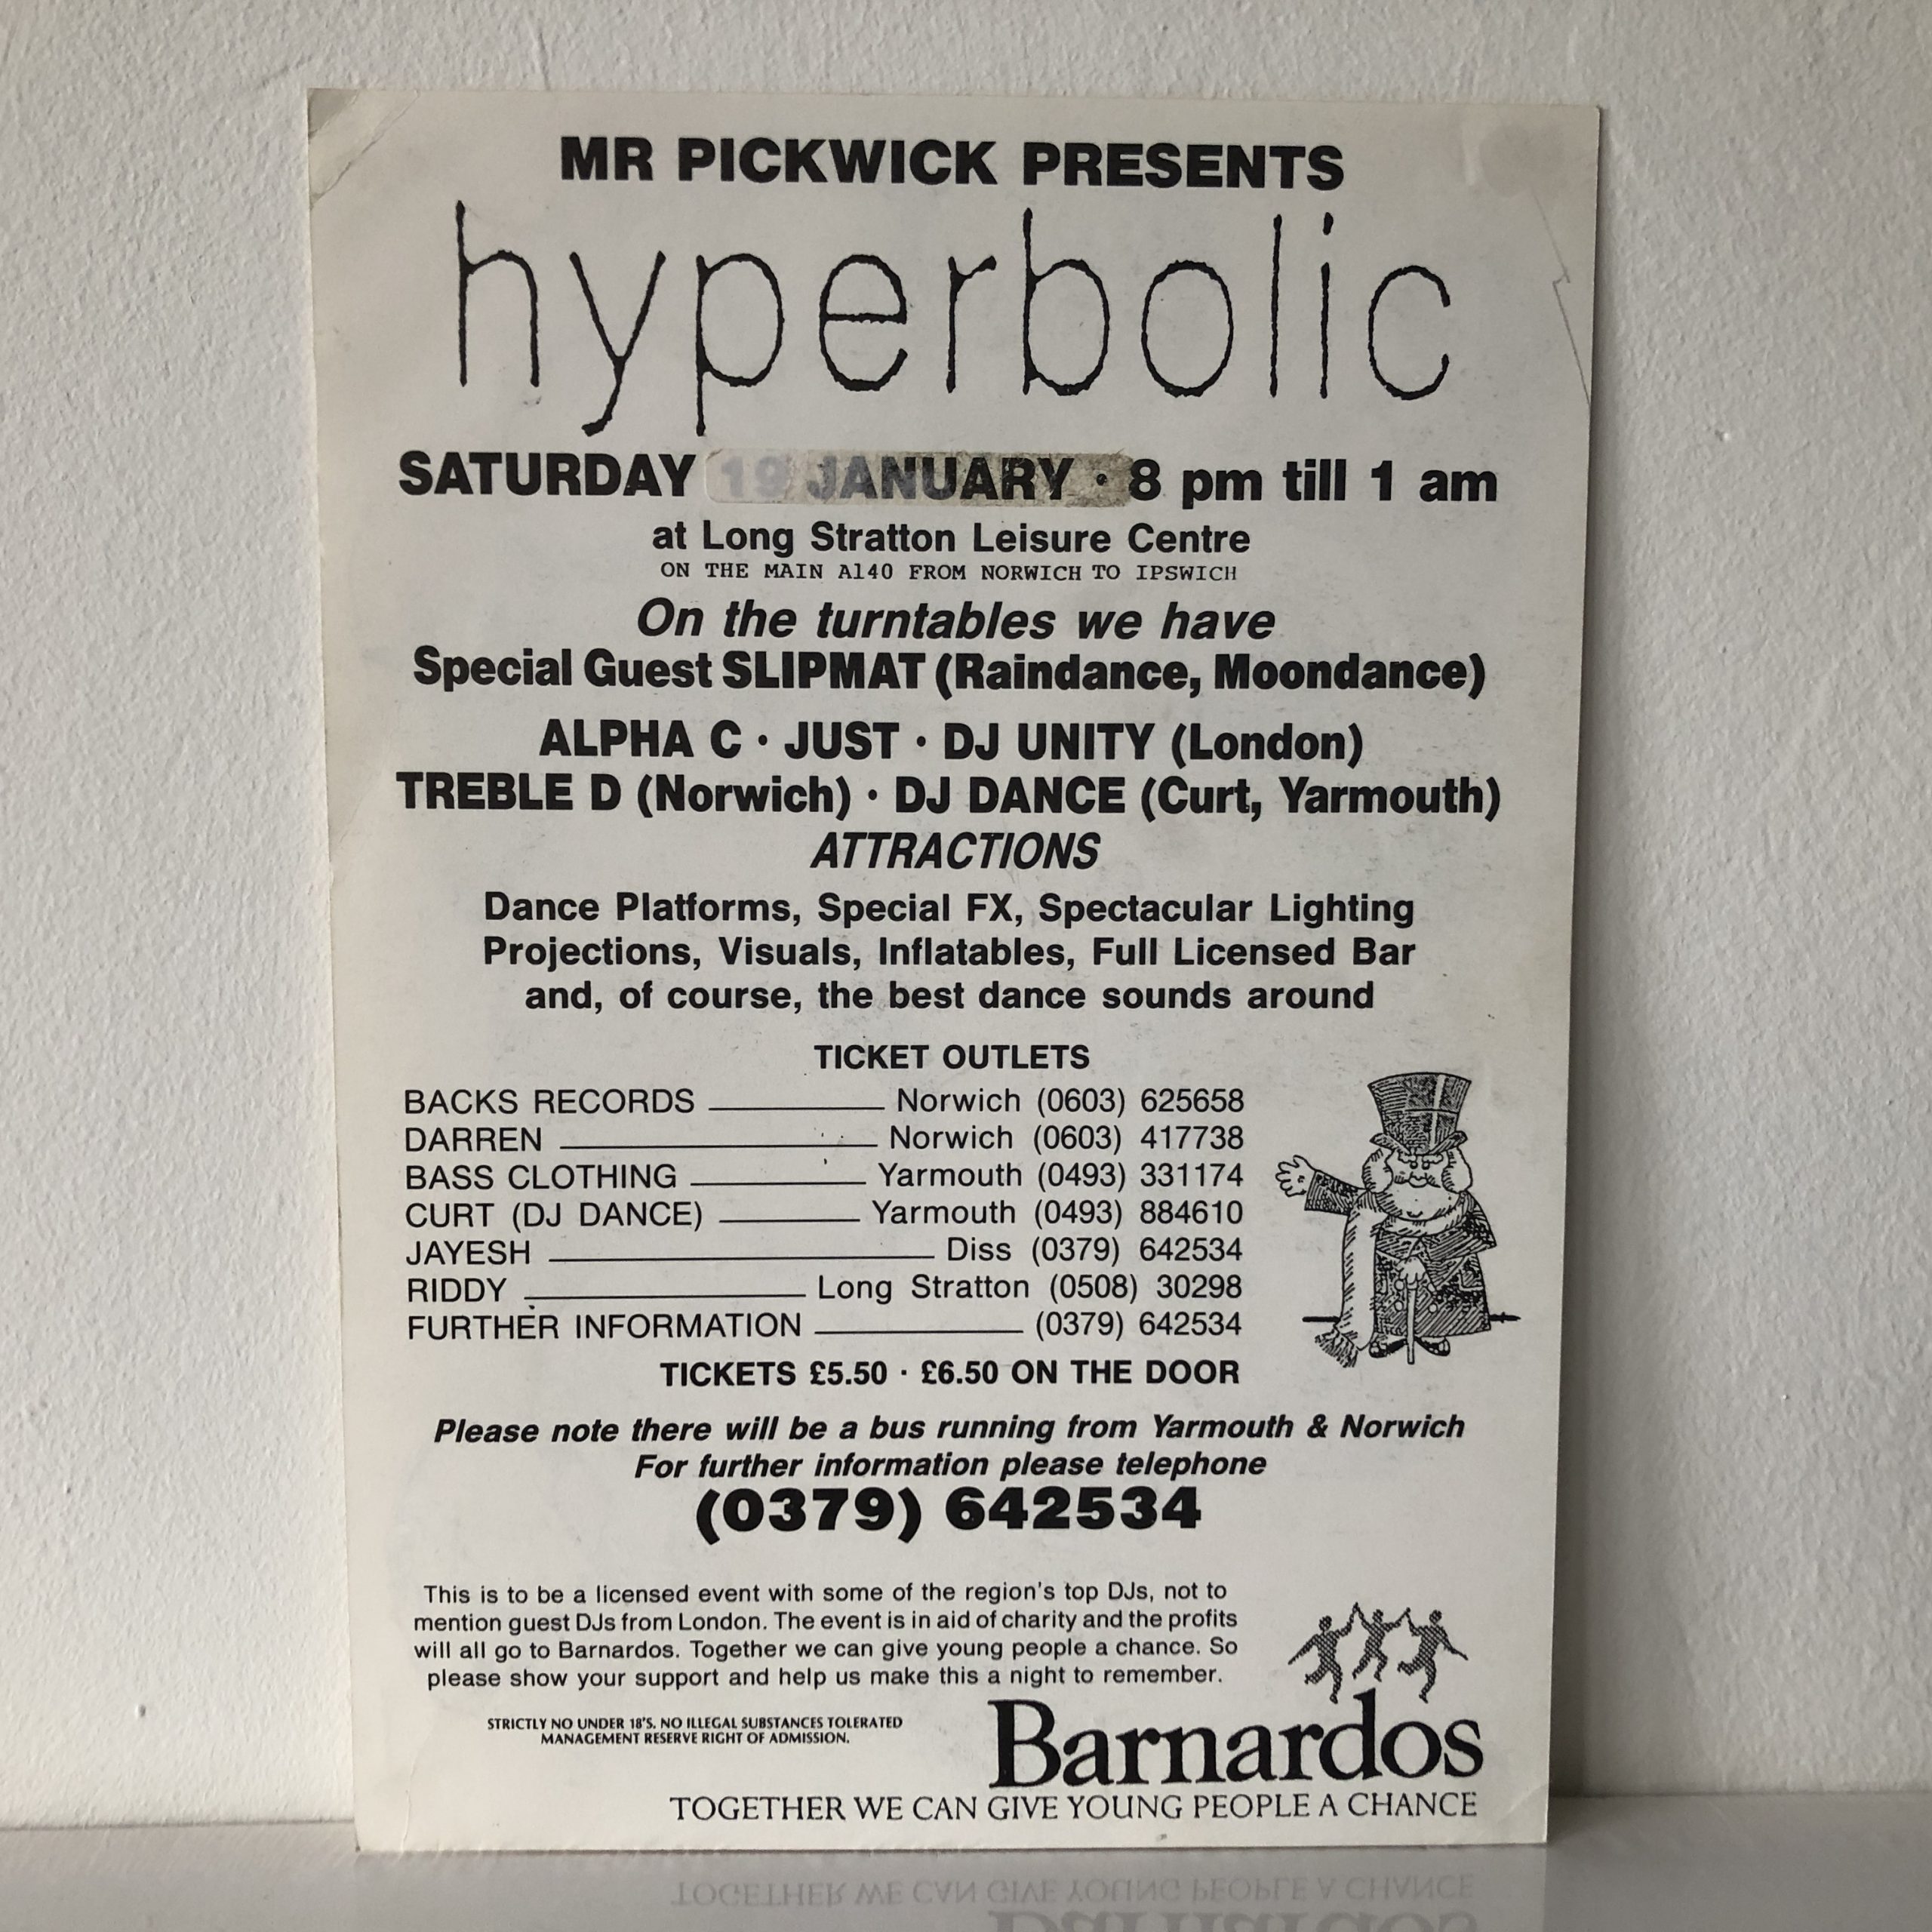 MR PICKWICK PRESENTS
hyperbolic
SATURDAY 19 JANUARY · 8 pm till 1 am
at Long Stratton Leisure Centre
ON THE MAIN A140 FROM NORWICH TO IPSWICH
On the turntables we have
Special Guest SLIPMAT (Raindance, Moondance)
ALPHA C · JUST · DJ UNITY (London)
TREBLE D (Norwich) · DJ DANCE (Curt, Yarmouth)
ATTRACTIONS
Dance Platforms, Special FX, Spectacular Lighting
Projections, Visuals, Inflatables, Full Licensed Bar
and, of course, the best dance sounds around
TICKET OUTLETS
BACKS RECORDS Norwich (0603) 625658
DARREN Norwich (0603) 417738
BASS CLOTHING Yarmouth (0493) 331174
CURT (DJ DANCE) Yarmouth (0493) 884610
JAYESH Diss (0379) 642534
RIDDY Long Stratton (0508) 30298
FURTHER INFORMATION (0379) 642534
TICKETS £5.50 · £6.50 ON THE DOOR
Please note there will be a bus running from Yarmouth & Norwich
For further information please telephone
(0379) 642534
This is to be a licensed event with some of the region's top DJs, not to
mention guest DJs from London. The event is in aid of charity and the profits
will all go to Barnardos. Together we can give young people a chance. So
please show your support and help us make this a night to remember.
STRICTLY NO UNDER 18'S. NO ILLEGAL SUBSTANCES TOLERATED
MANAGEMENT RESERVE RIGHT OF ADMISSION.
Barnardos
TOGETHER WE CAN GIVE YOUNG PEOPLE A CHANCE